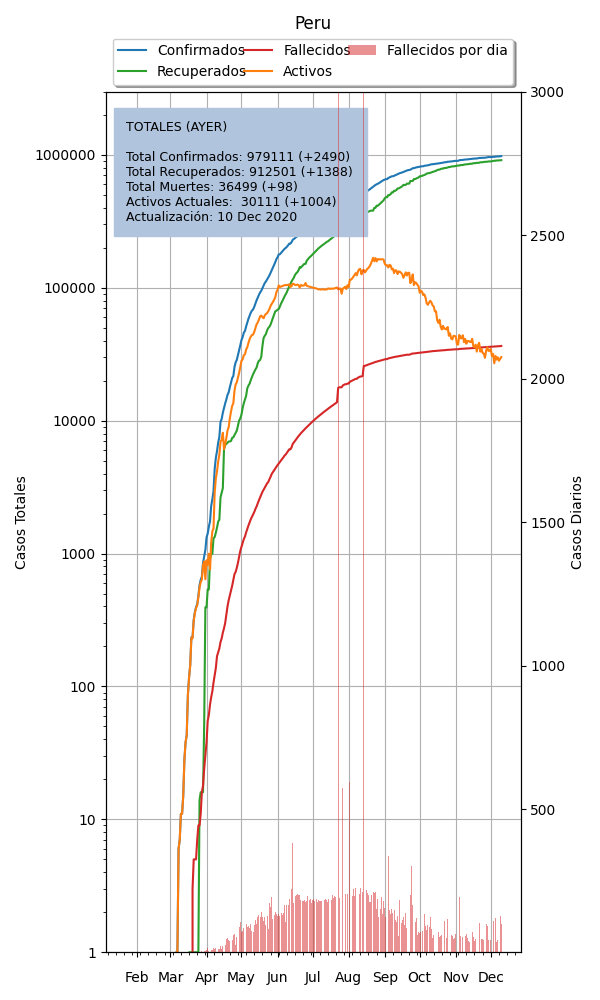 Peru
Confirmados
Recuperados
Fallecidos
Activos
Fallecidos por dia
TOTALES (AYER)
Total Confirmados: 979111 (+2490)
Total Recuperados: 912501 (+1388)
Total Muertes: 36499 (+98)
Activos Actuales:  30111 (+1004)
Actualización: 10 Dec 2020
Casos Totales
1000000
100000
10000
1000
100
10
1
3000
2500
2000
1500
1000
500
Casos Diarios
Feb Mar Apr May Jun Jul Aug Sep Oct Nov Dec